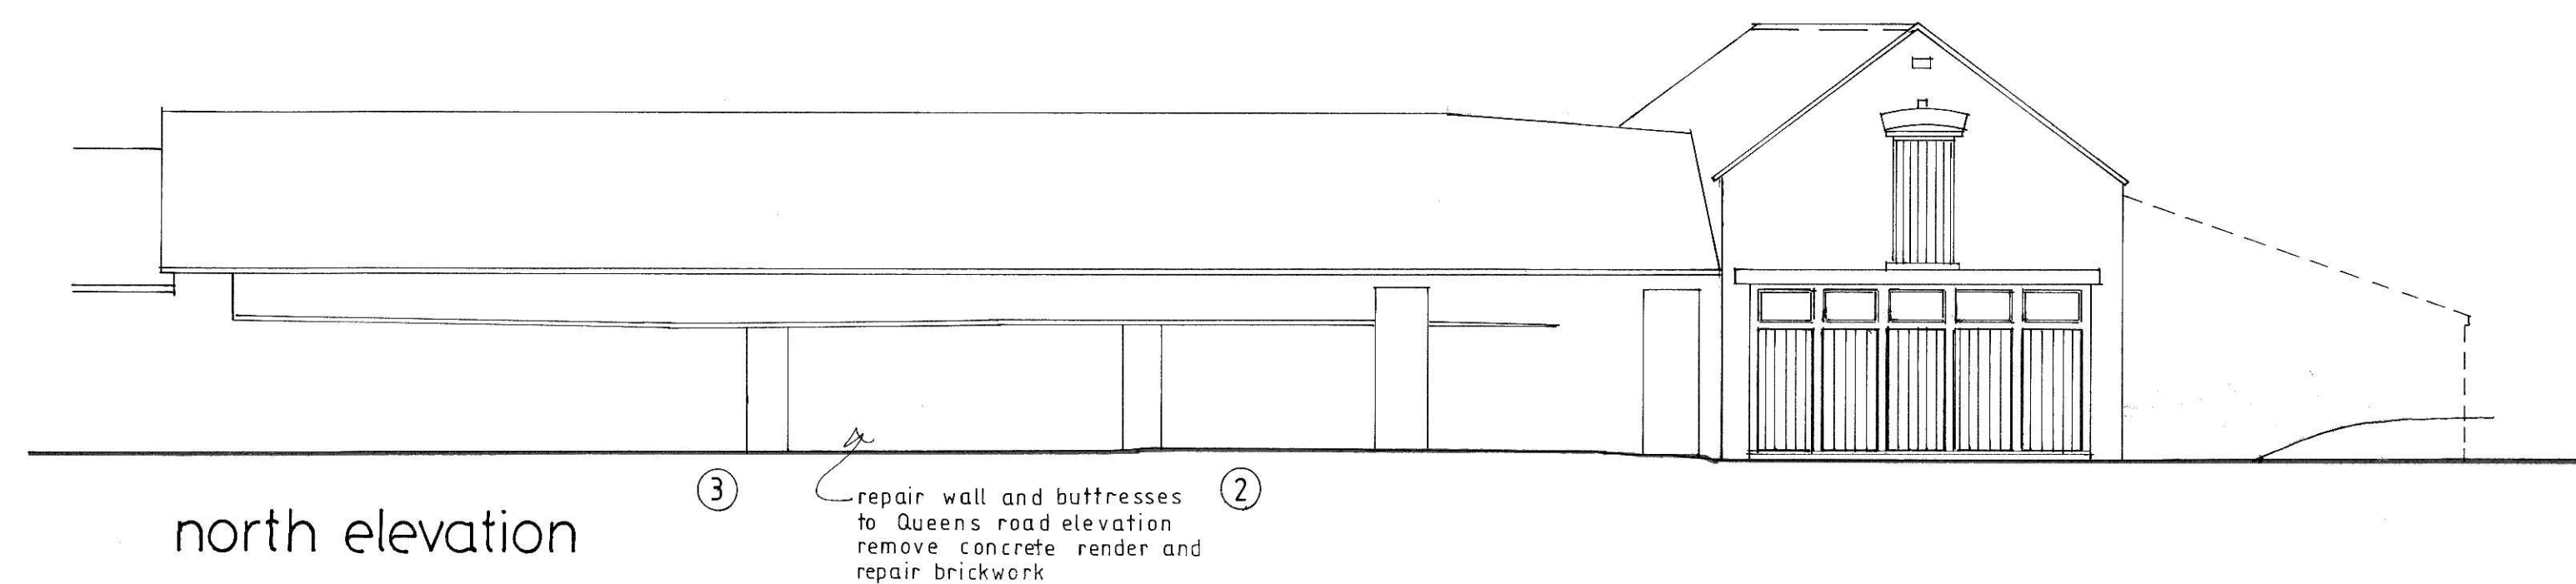 3
2
repair wall and buttresses
to Queens road elevation
remove concrete render and
repair brickwork
north elevation